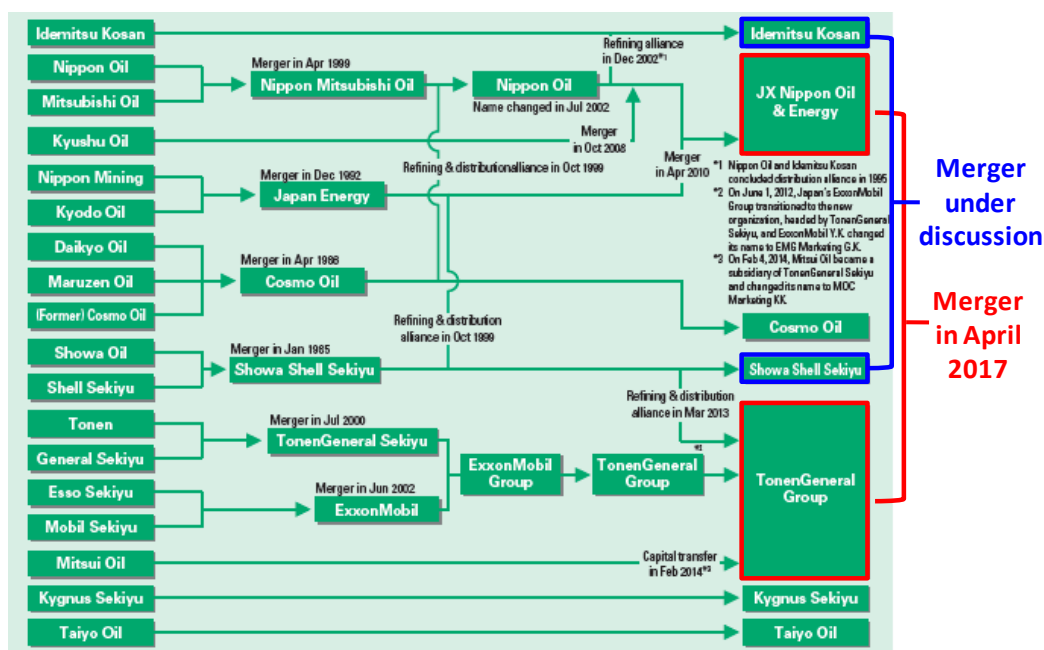 Idemitsu Kosan
Nippon Oil
Mitsubishi Oil
Kyushu Oil
Nippon Mining
Kyodo Oil
Daikyo Oil
Maruzen Oil
(Former) Cosmo Oil
Showa Oil
Shell Sekiyu
Tonen
General Sekiyu
Esso Sekiyu
Mobil Sekiyu
Mitsui Oil
Kygnus Sekiyu
Taiyo Oil
Merger in Apr 1999
Nippon Mitsubishi Oil
Merger in Dec 1992
Japan Energy
Merger in Apr 1986
Cosmo Oil
Merger in Jan 1985
Showa Shell Sekiyu
Merger in Jul 2000
TonenGeneral Sekiyu
Merger in Jun 2002
ExxonMobil
Nippon Oil
Name changed in Jul 2002
Refining alliance
in Dec 2002*1
Merger
in Oct 2008
Refining & distributionalliance in Oct 1999
Merger
in Apr 2010
Refining & distribution
alliance in Oct 1999
Refining & distribution
alliance in Mar 2013
ExxonMobil
Group
*2
TonenGeneral
Group
Capital transfer
in Feb 2014*3
Idemitsu Kosan
JX Nippon Oil
& Energy
*1 Nippon Oil and Idemitsu Kosan
concluded distribution alliance in 1995
*2 On June 1, 2012, Japan's ExxonMobil
Group transitioned to the new
organization, headed by TonenGeneral
Sekiyu, and ExxonMobil Y.K. changed
its name to EMG Marketing G.K.
*3 On Feb 4, 2014, Mitsui Oil became a
subsidiary of TonenGeneral Sekiyu
and changed its name to MOC
Marketing KK.
Cosmo Oil
Showa Shell Sekiyu
TonenGeneral
Group
Kygnus Sekiyu
Taiyo Oil
Merger
under
discussion
Merger
in April
2017